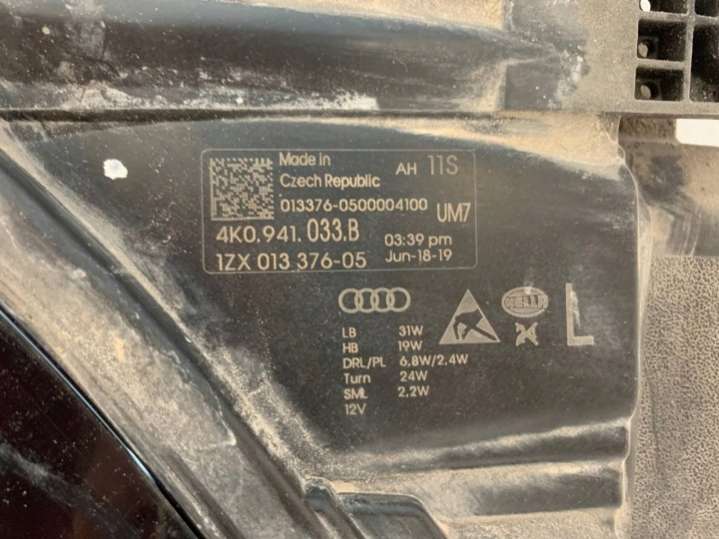 Made in
Czech Republic
AH 11S
013376-0500004100
UM7
4K0.941.033.B
03:39 pm
1ZX 013 376-05
Jun-18-19
HELLA
L
LB 31W
HB 19W
DRL/PL 6,8W/2,4W
Turn 24W
SML 2,2W
12V